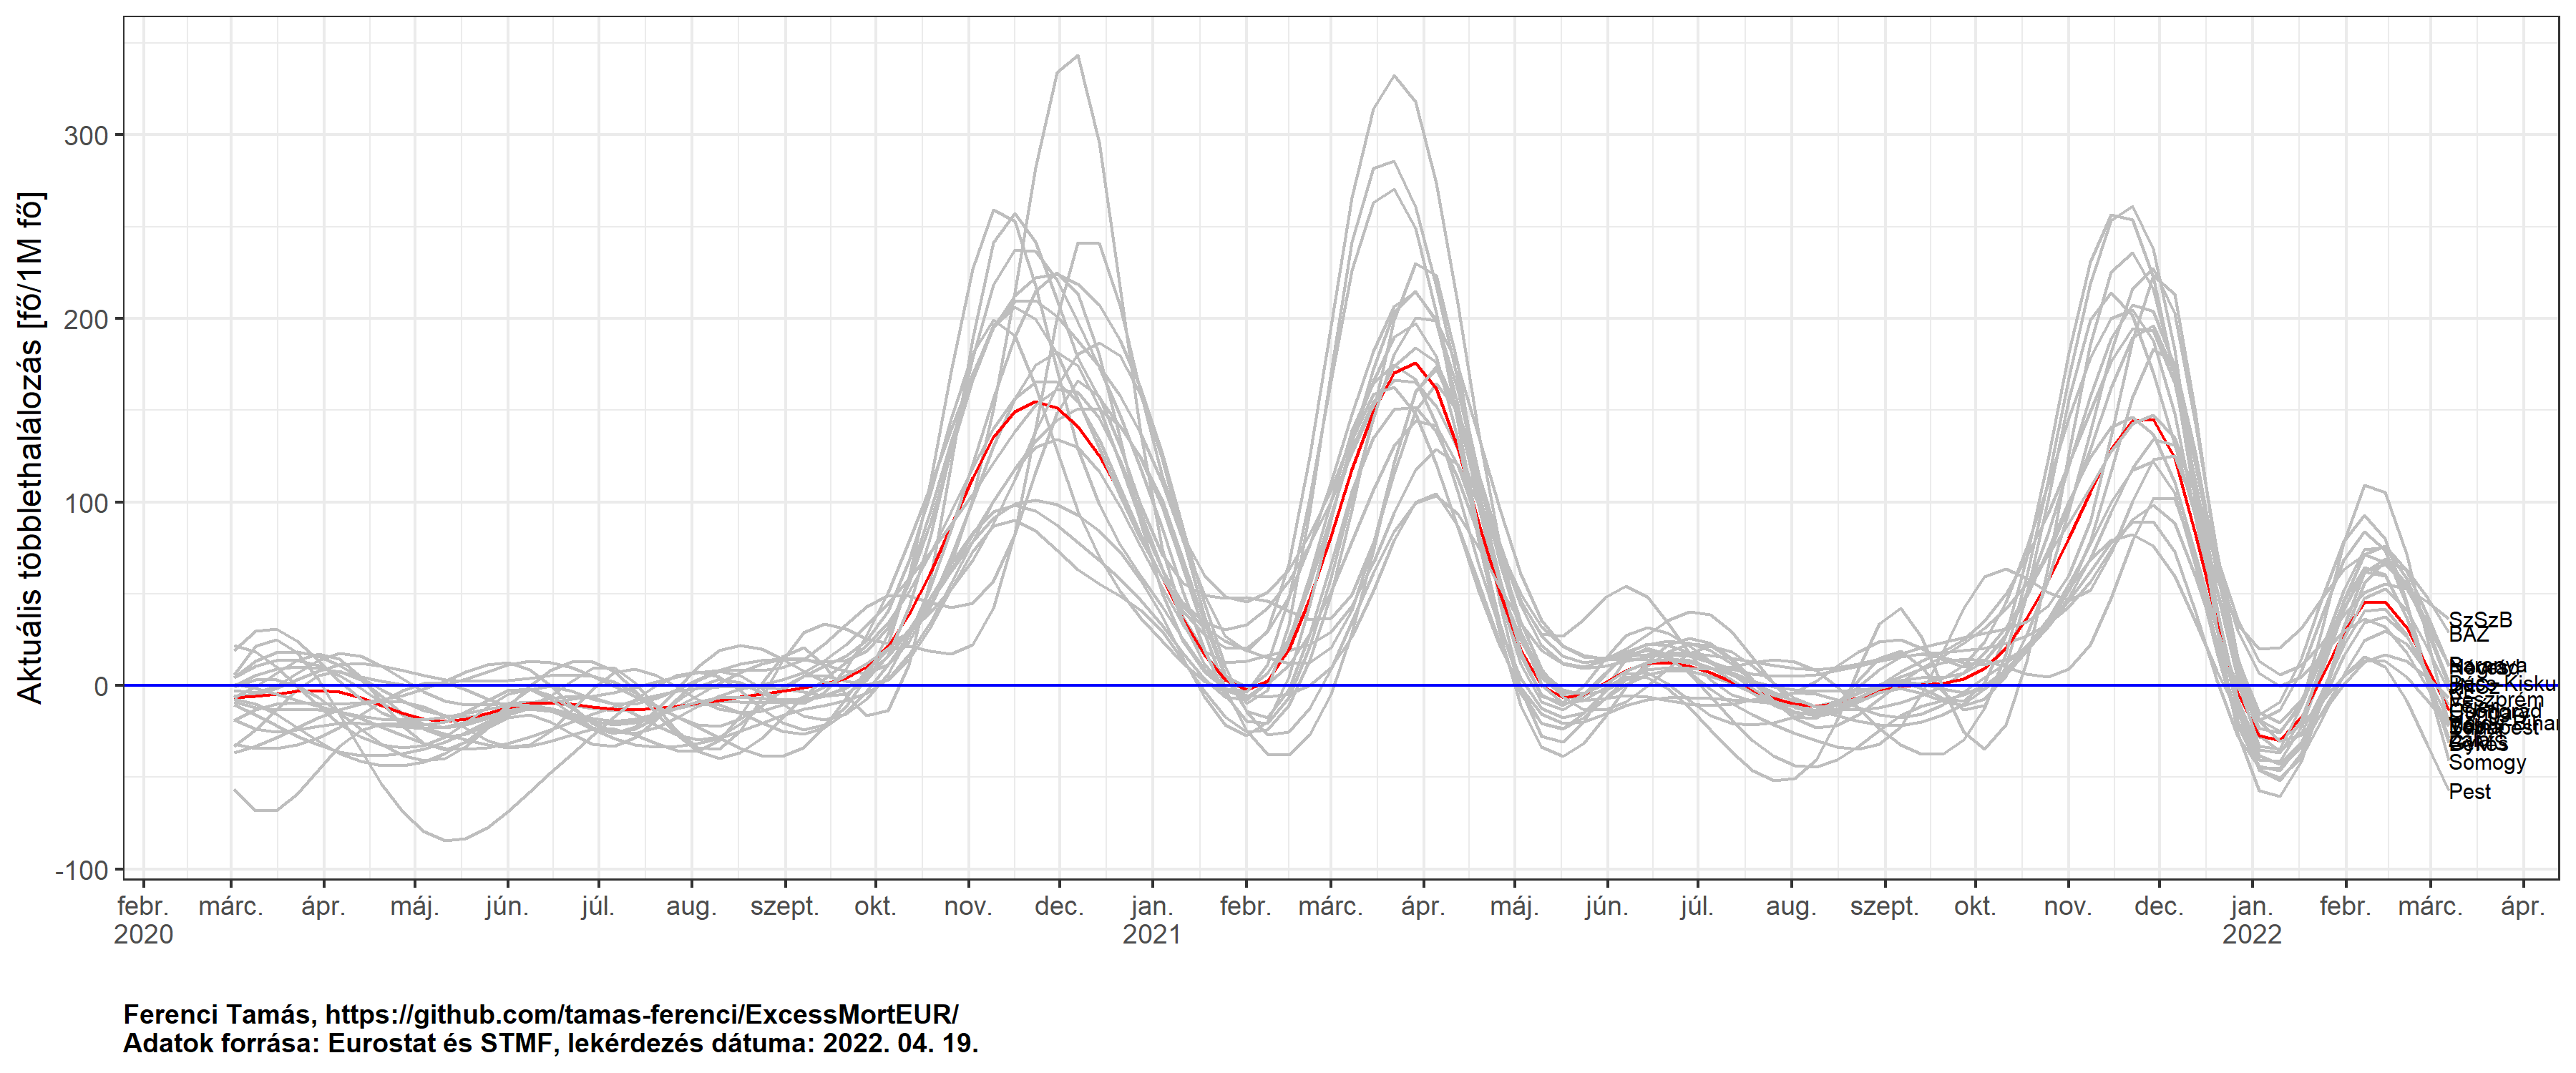 Aktuális többlethalálozás [fő/1M fő]
300
200
100
0
-100
SzSzB
BAZ
Baranya
Veszprém
Somogy
Pest
febr. márc. ápr. máj. jún. júl. aug. szept. okt. nov. dec. jan. febr. márc. ápr. máj. jún. júl. aug. szept. okt. nov. dec. jan. febr. márc. ápr.
2020 2021 2022
Ferenci Tamás, https://github.com/tamas-ferenci/ExcessMortEUR/
Adatok forrása: Eurostat és STMF, lekérdezés dátuma: 2022. 04. 19.